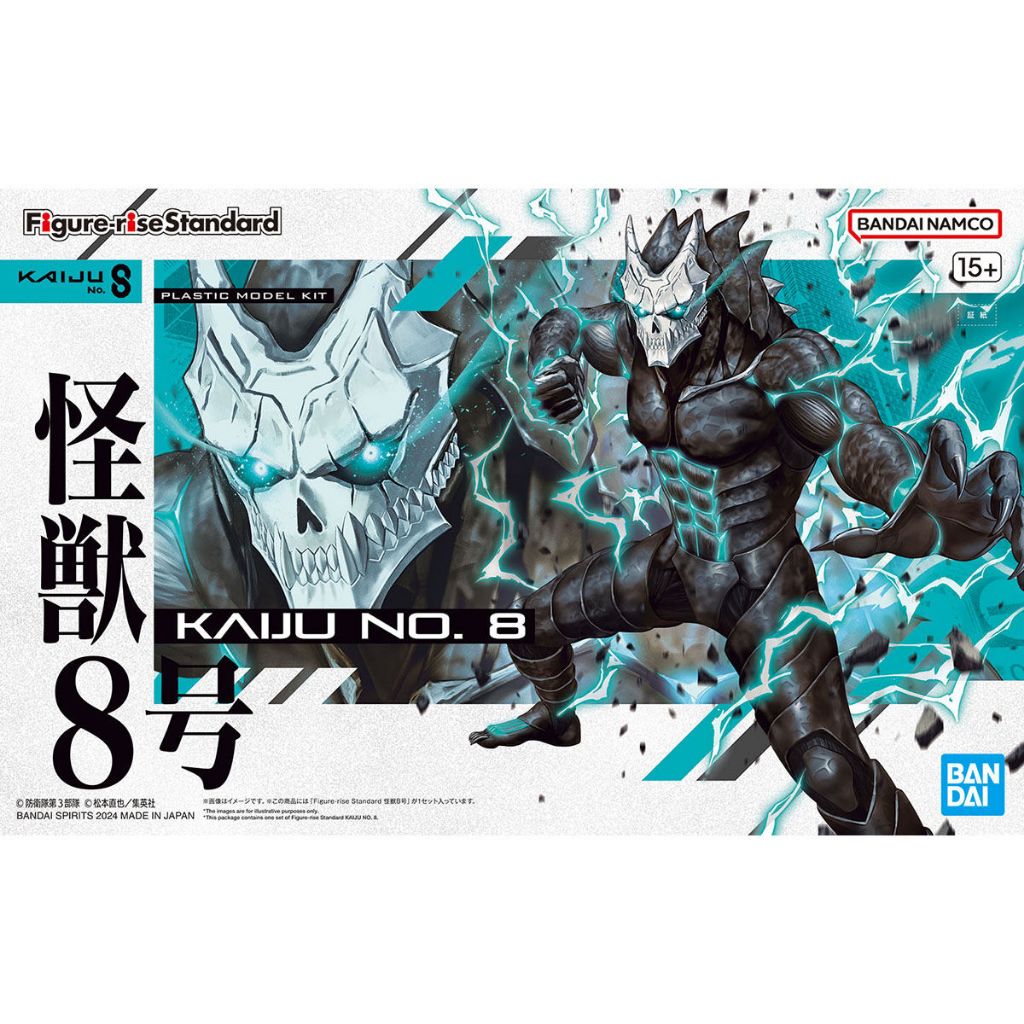 Figure-riseStandard
BANDAI NAMCO
15+
証紙
KAIJU
No. 8
PLASTIC MODEL KIT
怪獣8号
KAIJU NO. 8
©防衛隊第3部隊 ©松本直也/集英社
BANDAI SPIRITS 2024 MADE IN JAPAN
※画像はイメージです。※この商品には「Figure-rise Standard 怪獣8号」が1セット入っています。
*The images are for illustrative purposes only.
*This package contains one set of Figure-rise Standard KAIJU NO. 8.
BAN
DAI